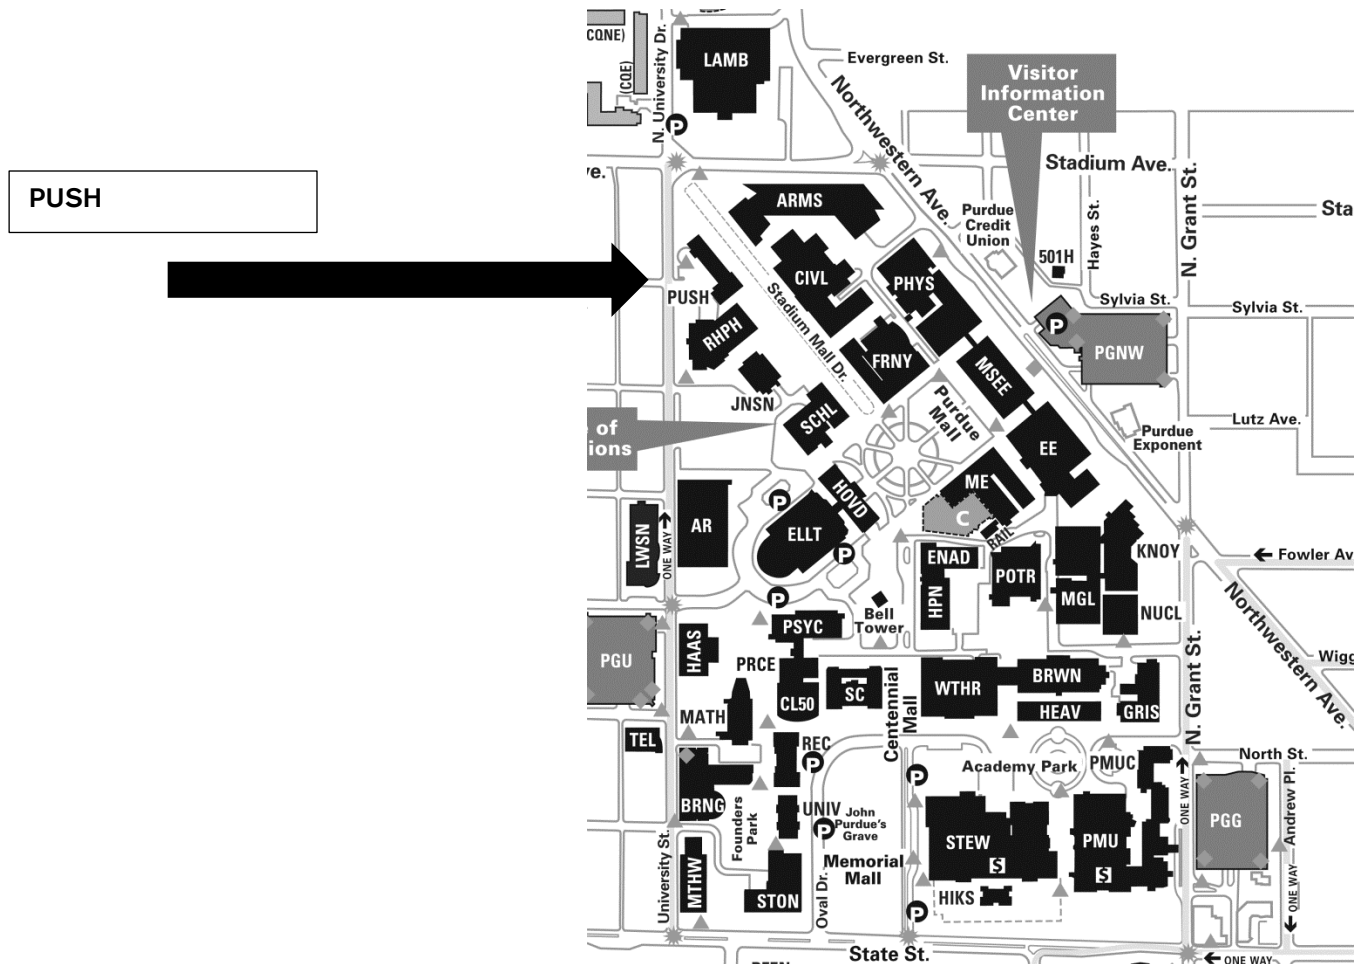 PUSH
(CQNE)
(CQE)
N. University Dr.
LAMB
Evergreen St.
Northwestern Ave.
Visitor
Information
Center
Stadium Ave.
N. Grant St.
Hayes St.
ve.
ARMS
Purdue
Credit
Union
501H
Sta
CIVL
PHYS
PUSH
Stadium Mall Dr.
Sylvia St.
Sylvia St.
P
P
RHPH
FRNY
MSEE
PGNW
JNSN
SCHL
Purdue
Mall
Purdue
Exponent
Lutz Ave.
e of
ions
EE
ME
HOVD
C
RAIL
P
AR
ELLT
P
LWSN
ONE WAY
ENAD
HPN
POTR
MGL
KNOY
NUCL
Fowler Av
Northwestern Ave.
P
Bell
Tower
PSYC
PGU
HAAS
PRCE
CL50
SC
Centennial
Mall
WTHR
BRWN
HEAV
GRIS
N. Grant St.
Wigg
MATH
TEL
REC
P
P
Academy Park
PMUC
North St.
BRNG
Founders
Park
UNIV
P
John
Purdue's
Grave
STEW
S
PMU
S
ONE WAY
PGG
Andrew Pl.
ONE WAY
University St.
MTHW
STON
Oval Dr.
Memorial
Mall
HIKS
P
State St.
ONE WAY